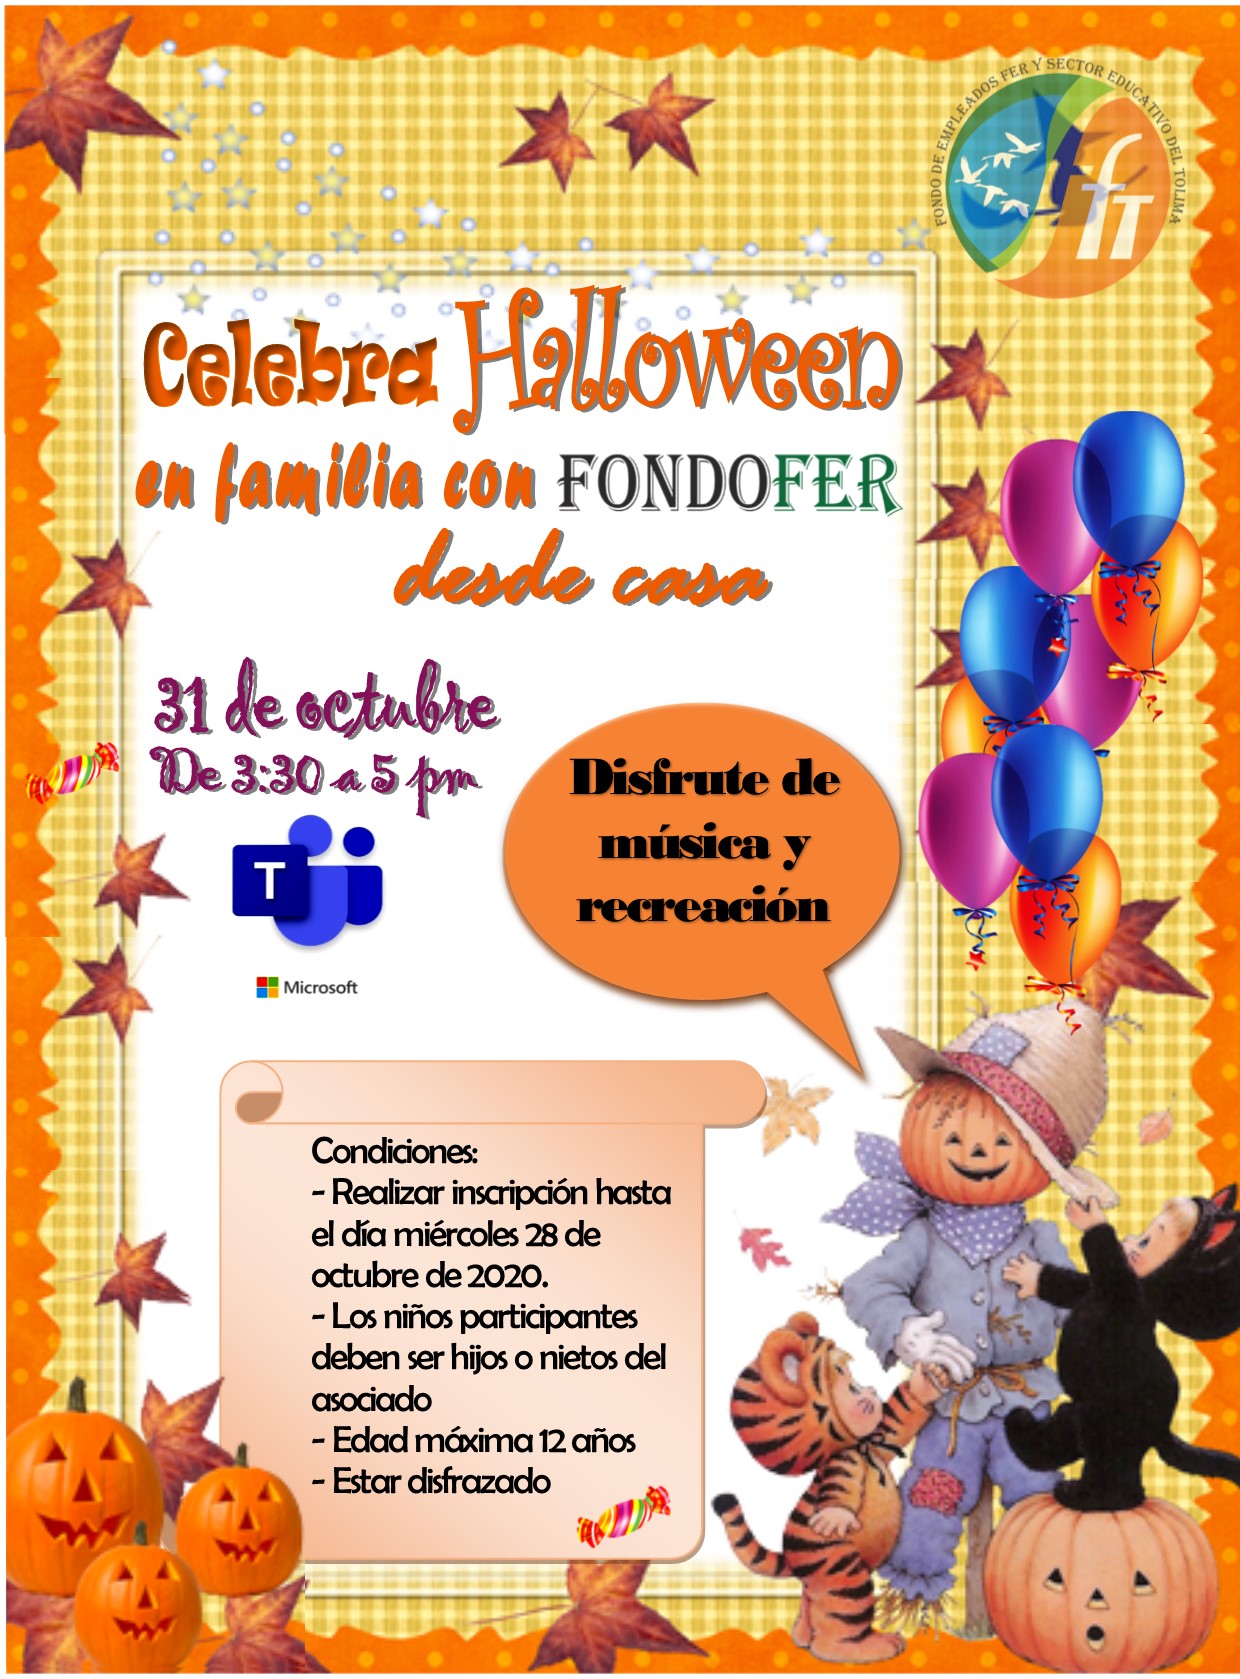 FONDO DE EMPLEADOS FER Y SECTOR EDUCATIVO DEL TOLIMA
Celebra Halloween
en familia con FONDOFER
desde casa
31 de octubre
De 3:30 a 5 pm
T
Microsoft
Disfrute de
música y
recreación
Condiciones:
- Realizar inscripción hasta
el día miércoles 28 de
octubre de 2020.
- Los niños participantes
deben ser hijos o nietos del
asociado
- Edad máxima 12 años
- Estar disfrazado